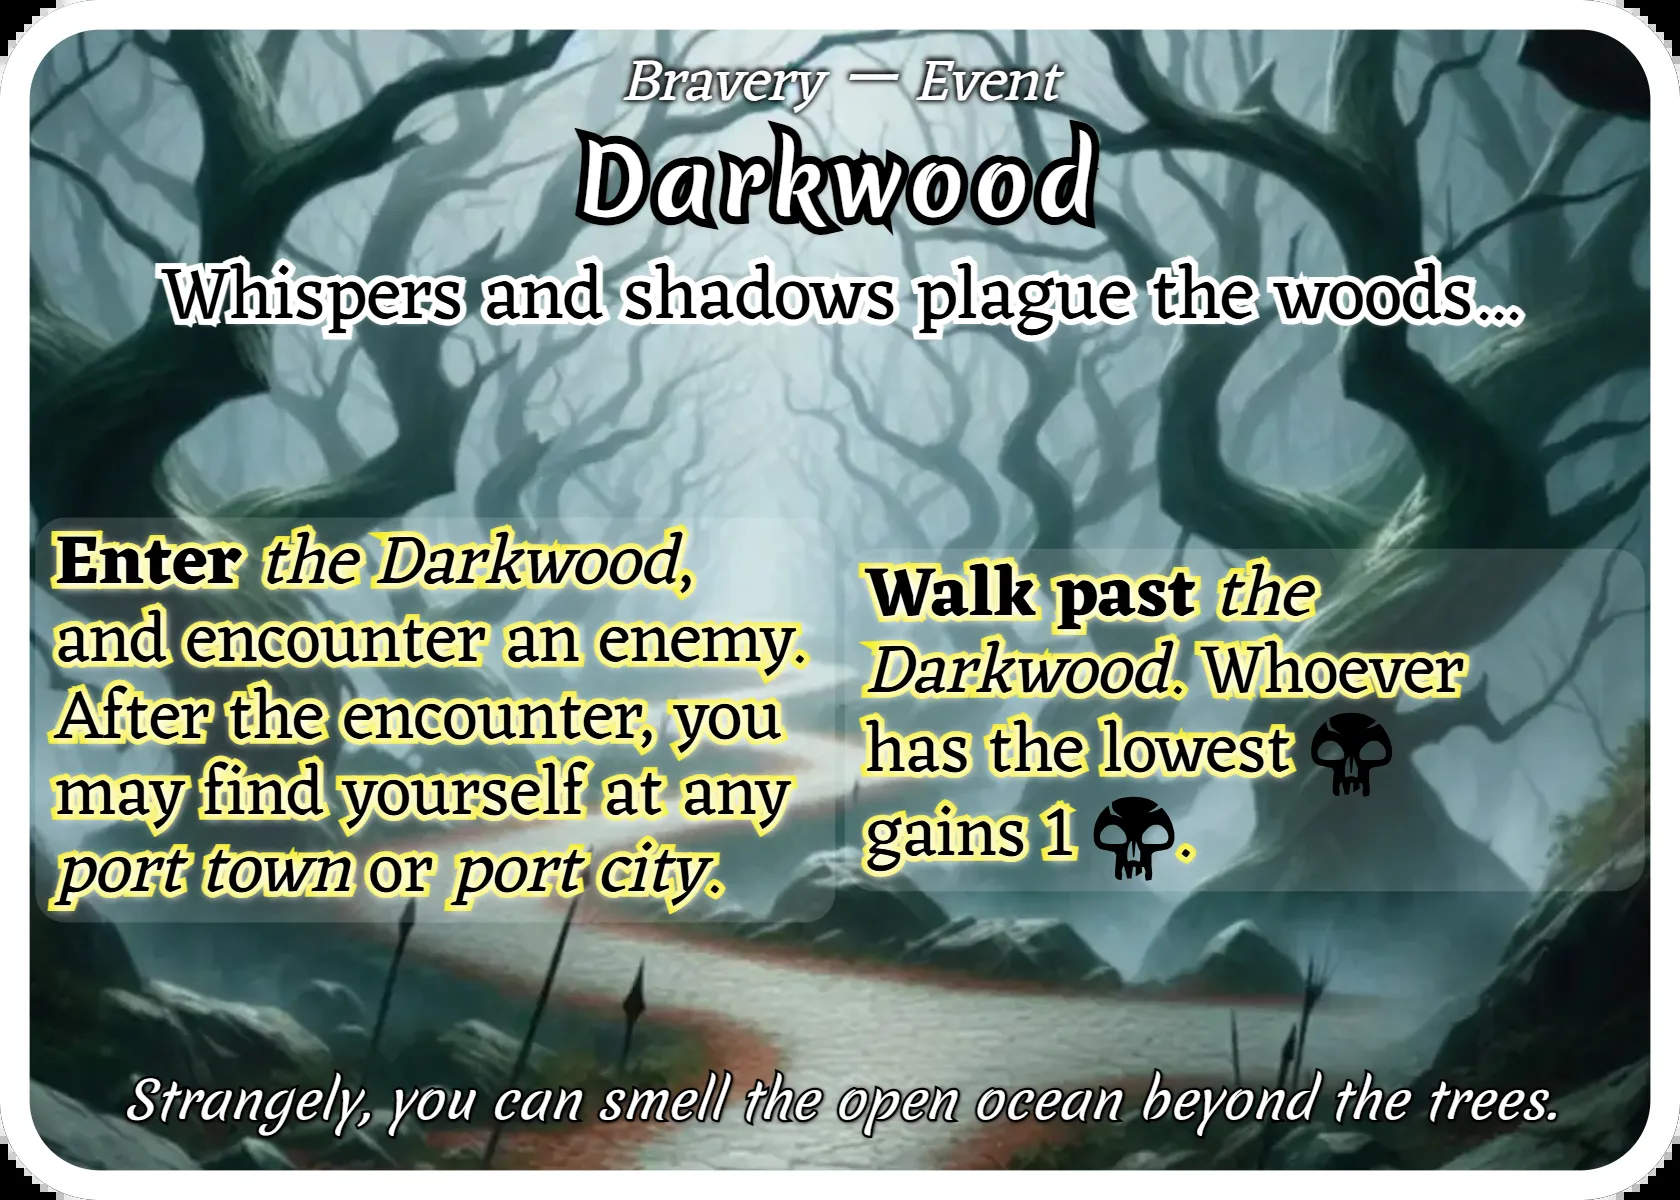 Bravery — Event
Darkwood
Whispers and shadows plague the woods...
Enter the Darkwood,
and encounter an enemy.
After the encounter, you
may find yourself at any
port town or port city.
Walk past the
Darkwood. Whoever
has the lowest
gains 1 .
Strangely, you can smell the open ocean beyond the trees.